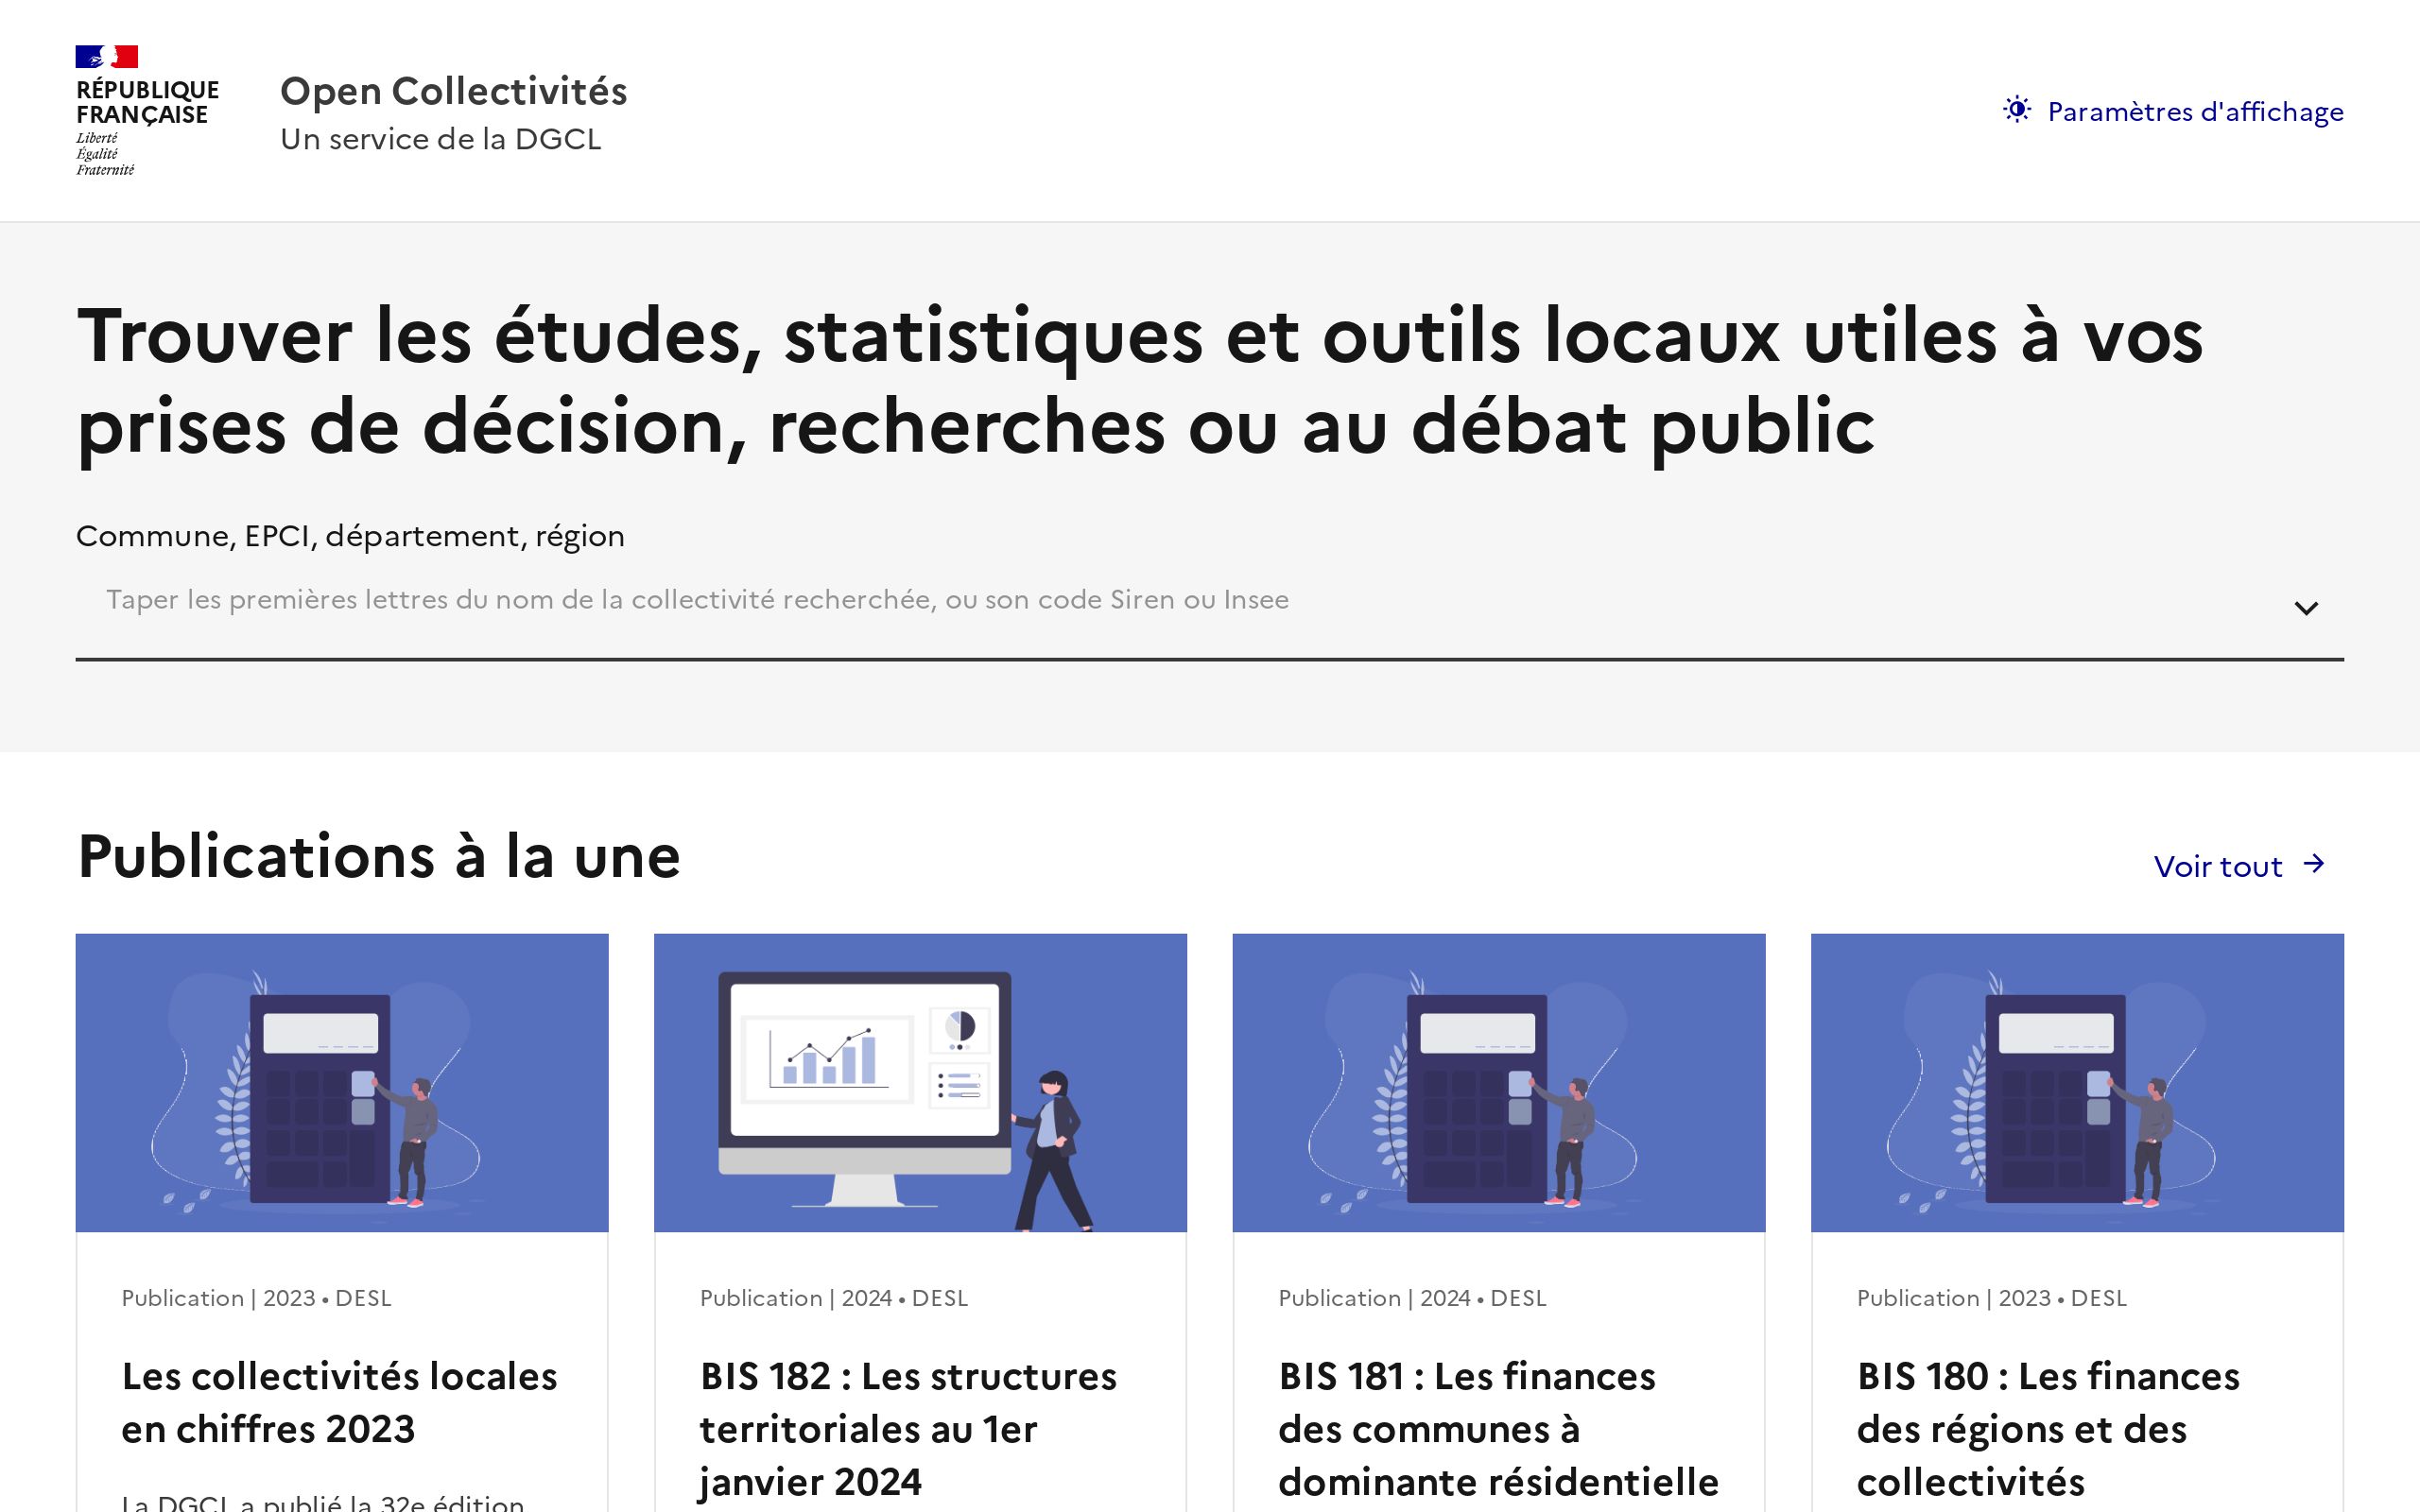 RÉPUBLIQUE
FRANÇAISE
Liberté
Égalité
Fraternité
Open Collectivités
Un service de la DGCL
Paramètres d'affichage
Trouver les études, statistiques et outils locaux utiles à vos
prises de décision, recherches ou au débat public
Commune, EPCI, département, région
Taper les premières lettres du nom de la collectivité recherchée, ou son code Siren ou Insee
Publications à la une
Voir tout
Publication | 2023 • DESL
Les collectivités locales
en chiffres 2023
La DGCL a publié la 32e édition
Publication | 2024 • DESL
BIS 182 : Les structures
territoriales au 1er
janvier 2024
Publication | 2024 • DESL
BIS 181 : Les finances
des communes à
dominante résidentielle
Publication | 2023 • DESL
BIS 180 : Les finances
des régions et des
collectivités